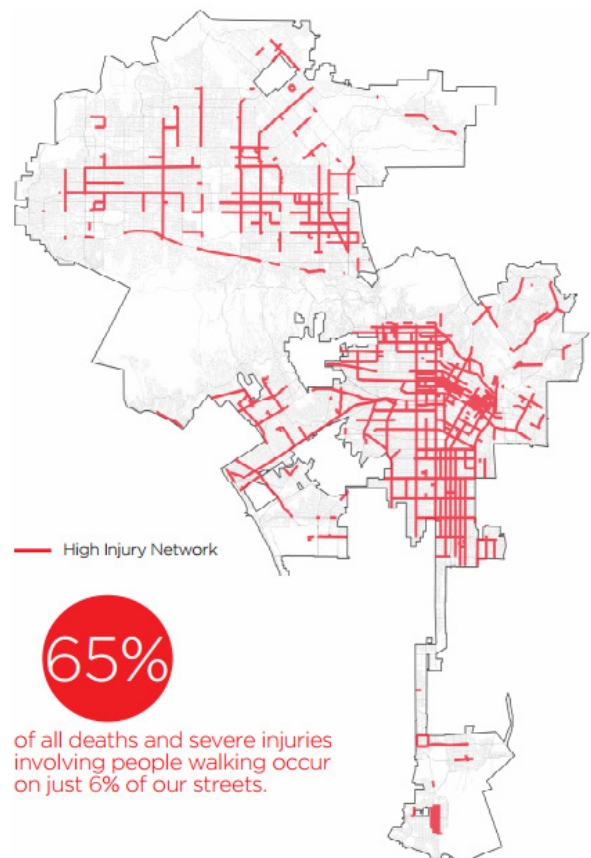 High Injury Network
65%
of all deaths and severe injuries
involving people walking occur
on just 6% of our streets.